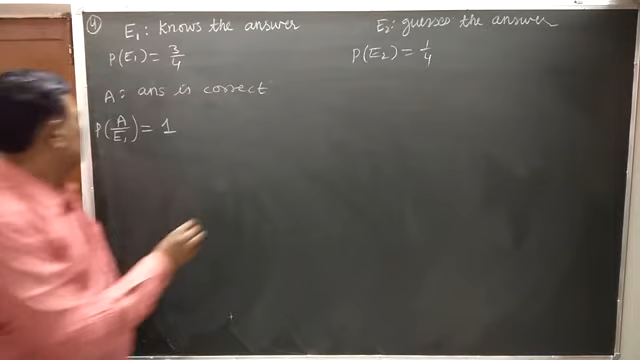 ④ E₁: knows the answer E₂: guesses the answer
P(E₁) = 3/4 P(E₂) = 1/4
A: ans is correct
P(A/E₁) = 1